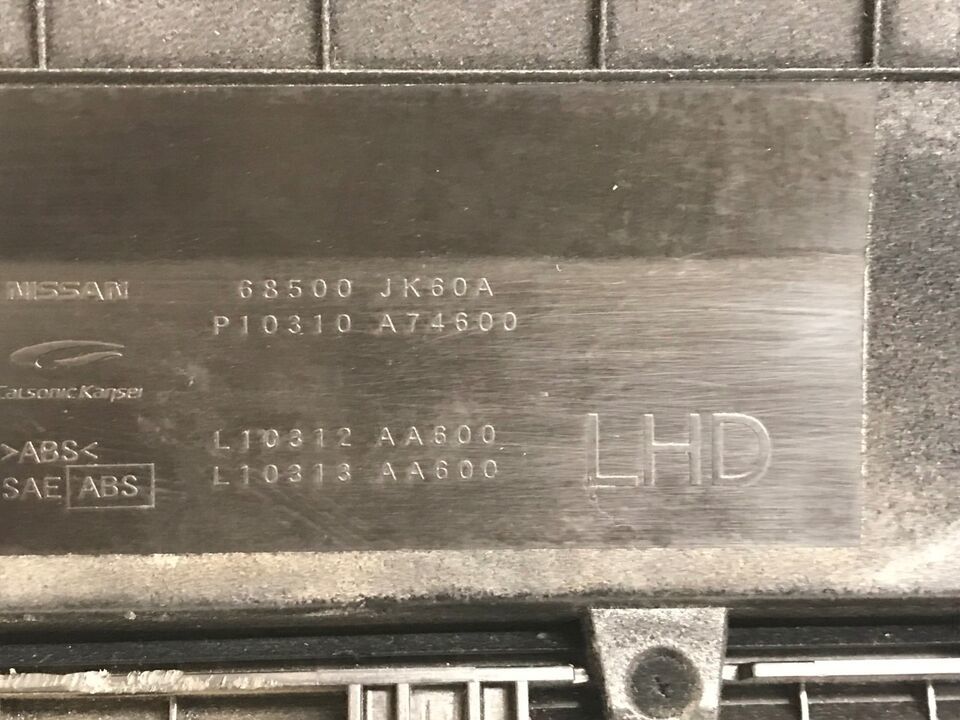 NISSAN 68500 JK60A
P10310 A74600
CalsonicKansei
L10312 AA600
>ABS<
L10313 AA600
SAE ABS
LHD